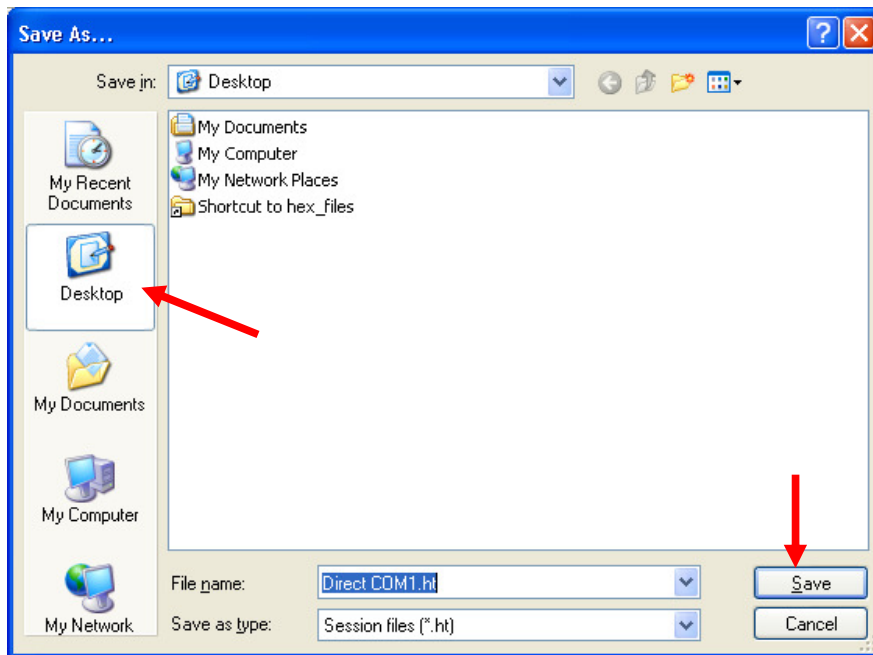 Save As...
Save in:
Desktop
My Recent
Documents
Desktop
My Documents
My Computer
My Network
My Documents
My Computer
My Network Places
Shortcut to hex_files
File name:
Direct COM1.ht
Save
Save as type:
Session files (*.ht)
Cancel